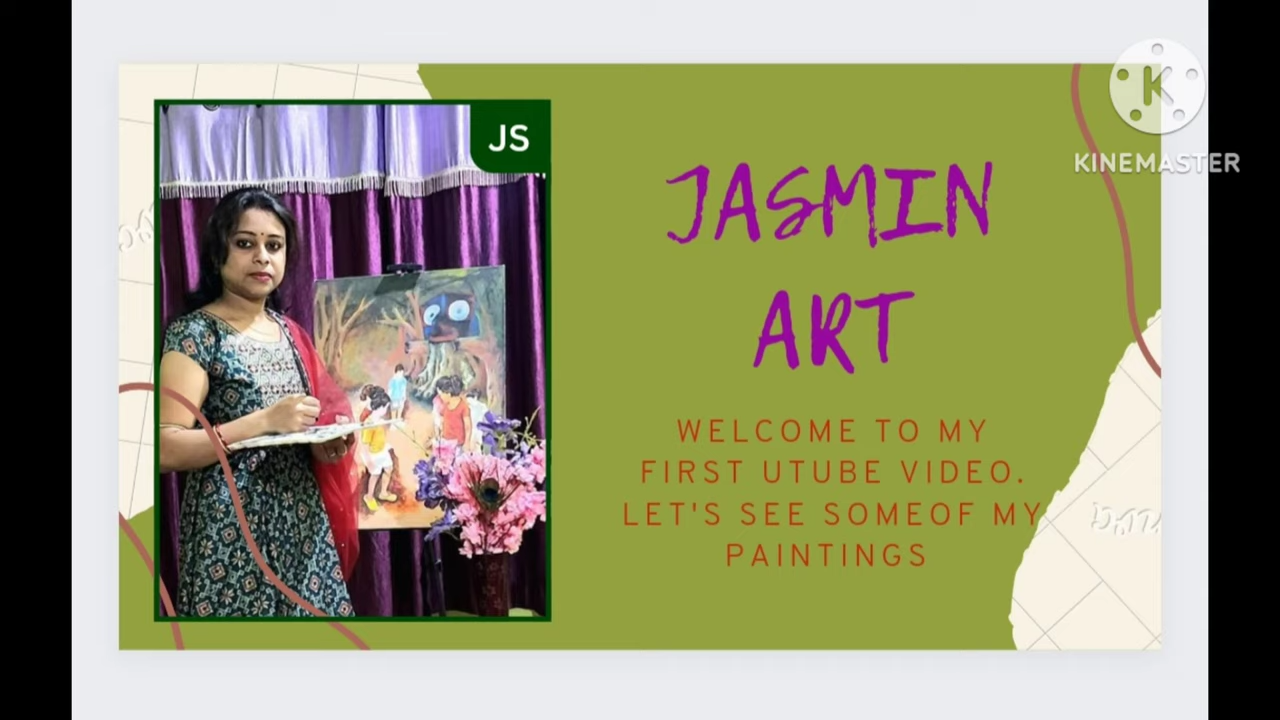 JS
KINEMASTER
JASMIN
ART
WELCOME TO MY
FIRST UTUBE VIDEO.
LET'S SEE SOMEOF MY
PAINTINGS